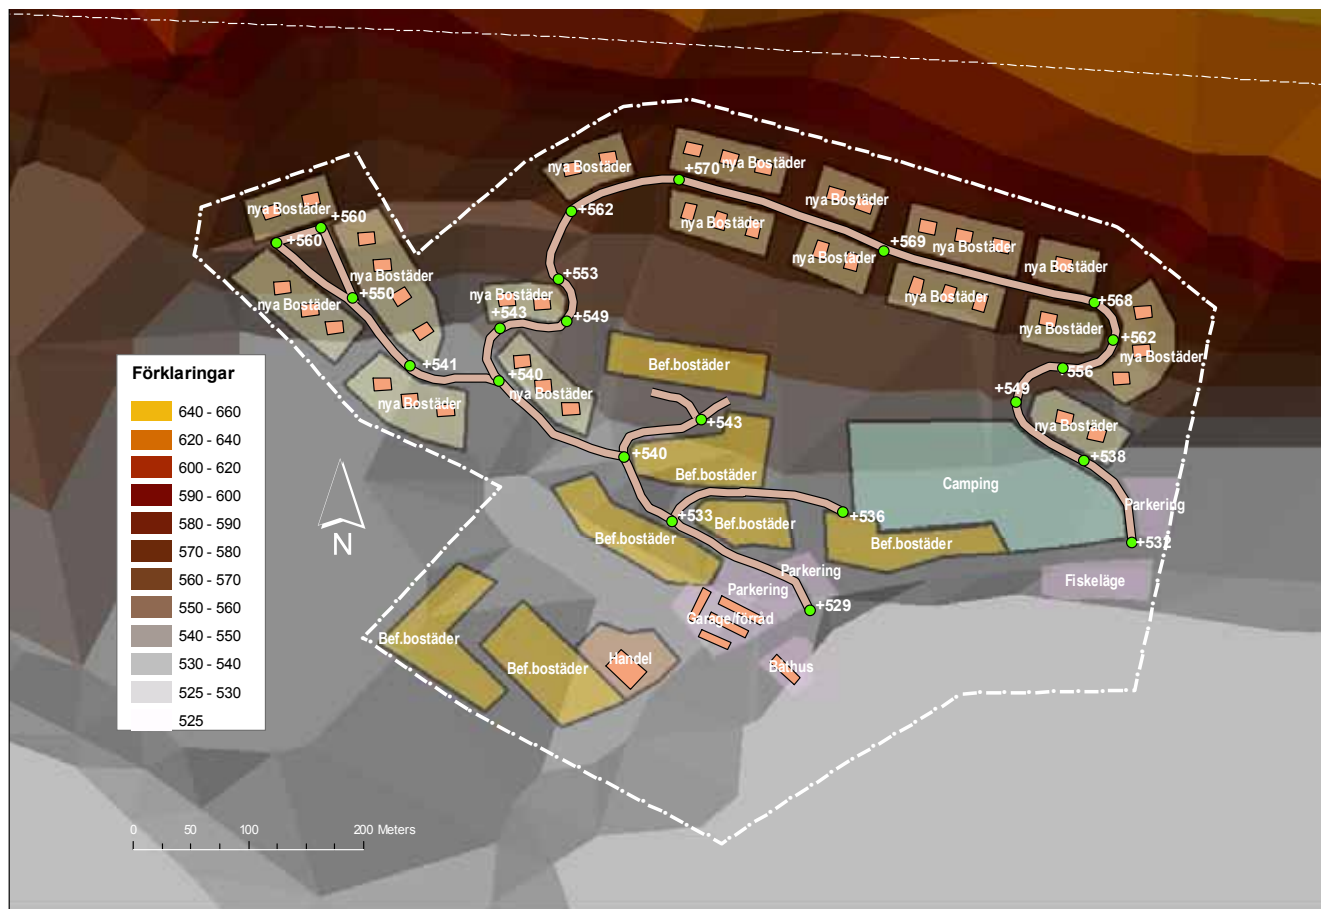 nya Bostäder
+570 nya Bostäder
nya Bostäder
nya Bostäder
+560
+562
nya Bostäder
nya Bostäder
+560
+569
nya Bostäder
nya Bostäder
nya Bostäder
nya Bostäder
+553
nya Bostäder
+550
nya Bostäder
nya Bostäder
+568
+543
+549
nya Bostäder
+562
nya Bostäder
Bef.bostäder
+541
+540
+556
nya Bostäder
nya Bostäder
+549
+543
nya Bostäder
+540
+538
Bef.bostäder
Camping
Parkering
+533
Bef.bostäder
+536
Bef.bostäder
Bef.bostäder
+532
Parkering
Parkering
Fiskeläge
+529
Garage/förråd
Bef.bostäder
Handel
Bef.bostäder
Båthus
Förklaringar
640 - 660
620 - 640
600 - 620
590 - 600
580 - 590
570 - 580
560 - 570
550 - 560
540 - 550
530 - 540
525 - 530
525
N
0 50 100 200 Meters